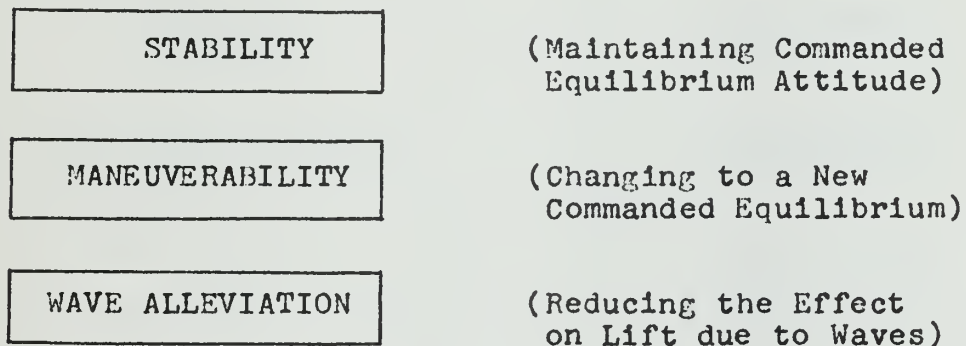 STABILITY
(Maintaining Commanded
Equilibrium Attitude)
MANEUVERABILITY
(Changing to a New
Commanded Equilibrium)
WAVE ALLEVIATION
(Reducing the Effect
on Lift due to Waves)